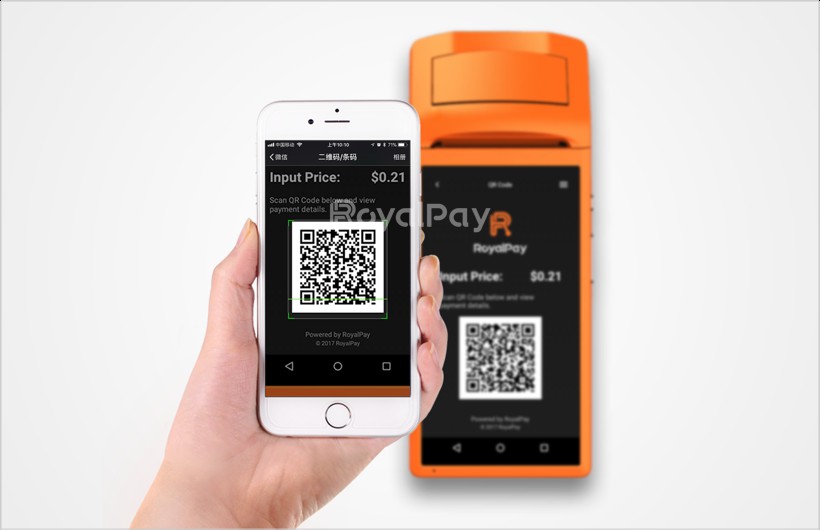 中国移动
上午10:10
71%
微信
二维码/条码
相册
Input Price: $0.21
Scan QR Code below and view
payment details.
Powered by RoyalPay
© 2017 RoyalPay
RoyalPay
QR Code
R
RoyalPay
Input Price: $0.21
Scan QR Code below and view
payment details.
Powered by RoyalPay
© 2017 RoyalPay